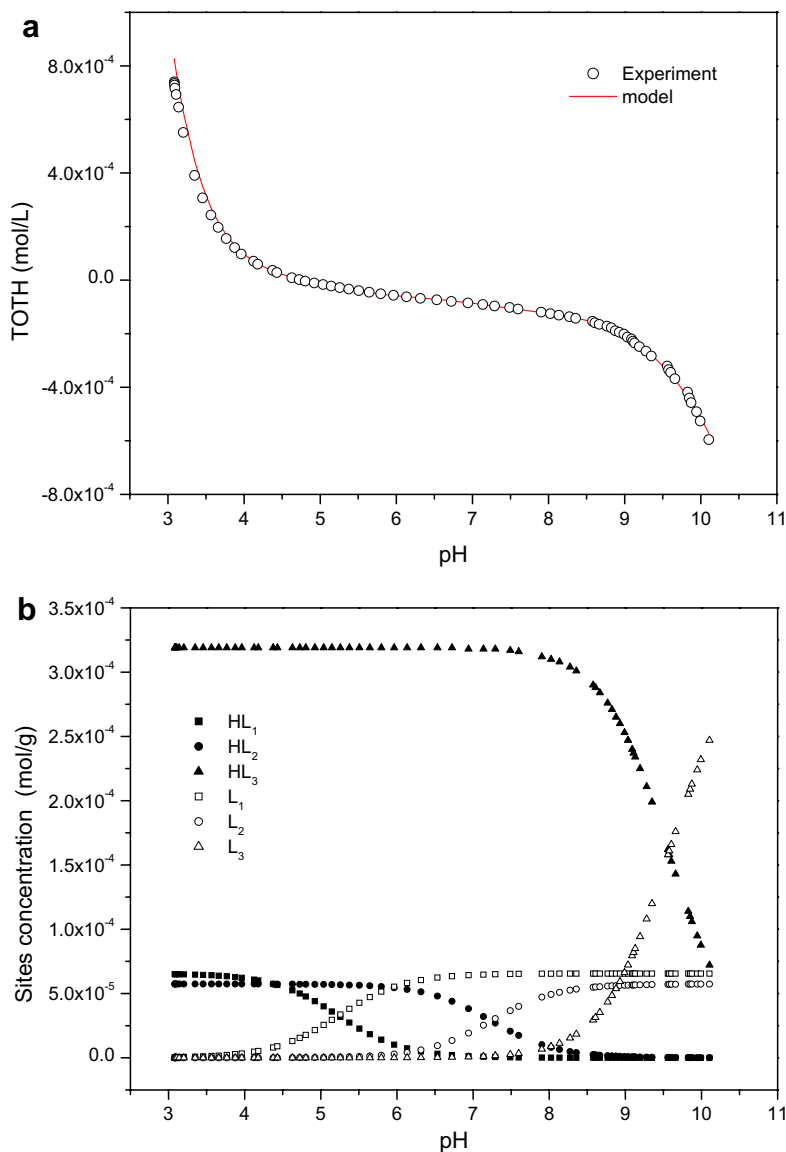 a
8.0x10⁻⁴
4.0x10⁻⁴
0.0
-4.0x10⁻⁴
-8.0x10⁻⁴
TOTH (mol/L)
Experiment
model
3 4 5 6 7 8 9 10 11
pH
b
3.5x10⁻⁴
3.0x10⁻⁴
2.5x10⁻⁴
2.0x10⁻⁴
1.5x10⁻⁴
1.0x10⁻⁴
5.0x10⁻⁵
0.0
Sites concentration (mol/g)
HL₁
HL₂
HL₃
L₁
L₂
L₃
3 4 5 6 7 8 9 10 11
pH